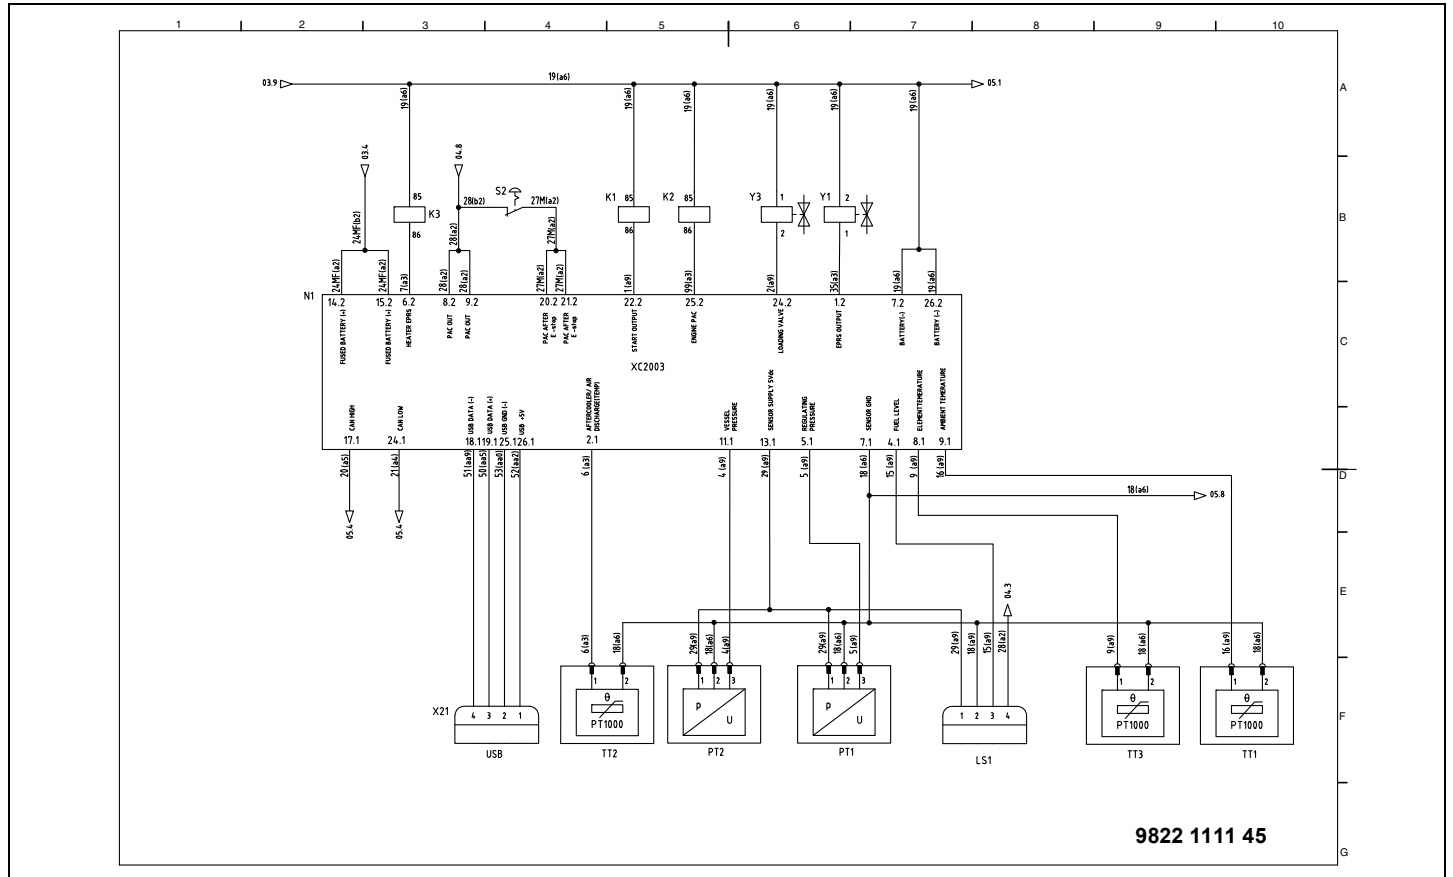 1 2 3 4 5 6 7 8 9 10
A
B
C
D
E
F
G
03.9 19(a6) 05.1
19(a6) 19(a6) 19(a6) 19(a6) 19(a6) 19(a6)
03.4 04.8
S2
28(b2) 27M(a2)
85 K3 86
K1 85 86
K2 85 86
Y3 1 2
Y1 2 1
24MF(b2) 28(a2) 27M(a2)
24MF(a2) 24MF(a2) 7(a3) 28(a2) 28(a2) 27M(a2) 27M(a2) 1(a9) 99(a3) 2(a9) 35(a3) 19(a6) 19(a6)
N1
14.2 15.2 6.2 8.2 9.2 20.2 21.2 22.2 25.2 24.2 1.2 7.2 26.2
FUSED BATTERY (+)
FUSED BATTERY (+)
HEATER EPRS
PAC OUT
PAC OUT
PAC AFTER E -stop
PAC AFTER E -stop
START OUTPUT
ENGINE PAC
LOADING VALVE
EPRS OUTPUT
BATTERY(-)
BATTERY (-)
XC2003
CAN HIGH
CAN LOW
USB DATA (-)
USB DATA (+)
USB GND (-)
USB +5V
AFTERCOOLER/ AIR DISCHARGE(TEMP)
VESSEL PRESSURE
SENSOR SUPPLY 5Vdc
REGULATING PRESSURE
SENSOR GND
FUEL LEVEL
ELEMENTTEMERATURE
AMBIENT TEMERATURE
17.1 24.1 18.1 19.1 25.1 26.1 2.1 11.1 13.1 5.1 7.1 4.1 8.1 9.1
20(a5) 21(a4) 51(aa9) 50(aa5) 53(aa0) 52(aa2) 6 (a3) 4 (a9) 29 (a9) 5 (a9) 18 (a6) 15 (a9) 9 (a9) 16 (a9)
18(a6) 05.8
05.4 05.4
04.3
6(a3) 18(a6) 29(a9) 18(a6) 4(a9) 29(a9) 18(a6) 5(a9) 29(a9) 18(a9) 15(a9) 28(a2) 9(a9) 18(a6) 16 (a9) 18(a6)
X21 4 3 2 1
USB
1 2 θ PT1000
TT2
1 2 3 P U
PT2
1 2 3 P U
PT1
1 2 3 4
LS1
1 2 θ PT1000
TT3
1 2 θ PT1000
TT1
9822 1111 45